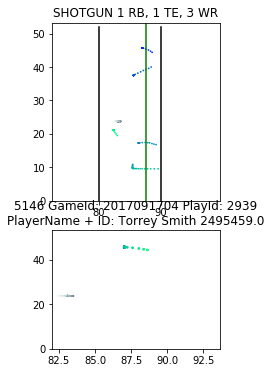 SHOTGUN 1 RB, 1 TE, 3 WR
50
40
30
20
10
0
80
90
5146 GameId: 2017091704 PlayId: 2939
PlayerName + ID: Torrey Smith 2495459.0
40
20
0
82.5 85.0 87.5 90.0 92.5